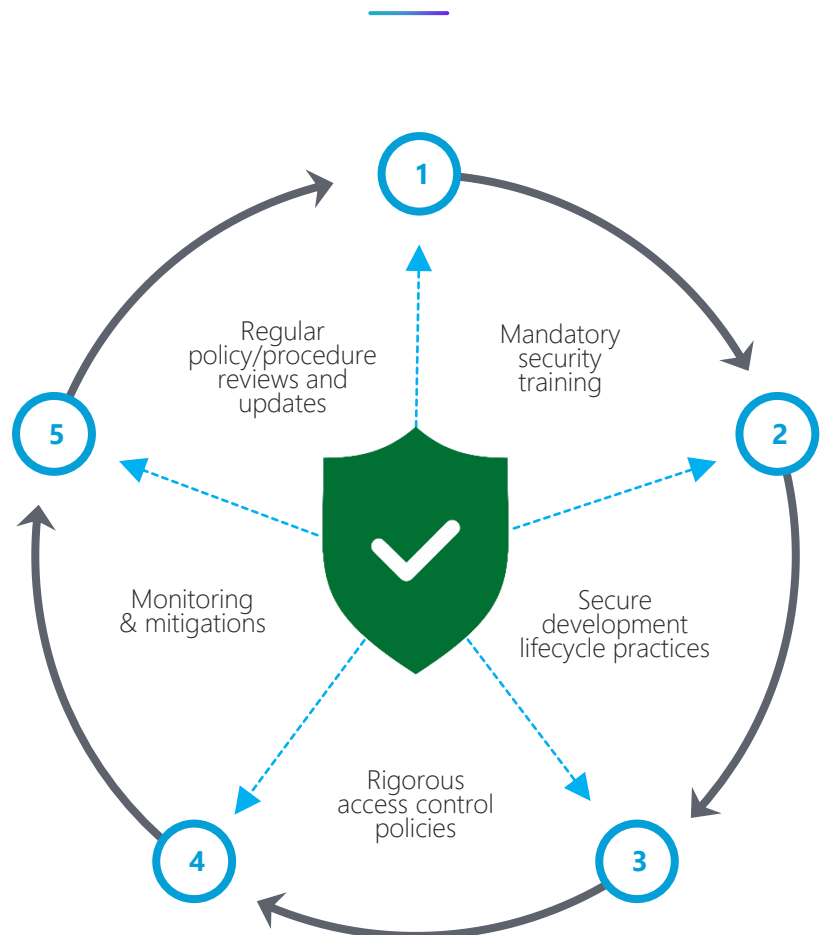 1
Mandatory
security
training
2
Secure
development
lifecycle practices
3
Rigorous
access control
policies
4
Monitoring
& mitigations
5
Regular
policy/procedure
reviews and
updates